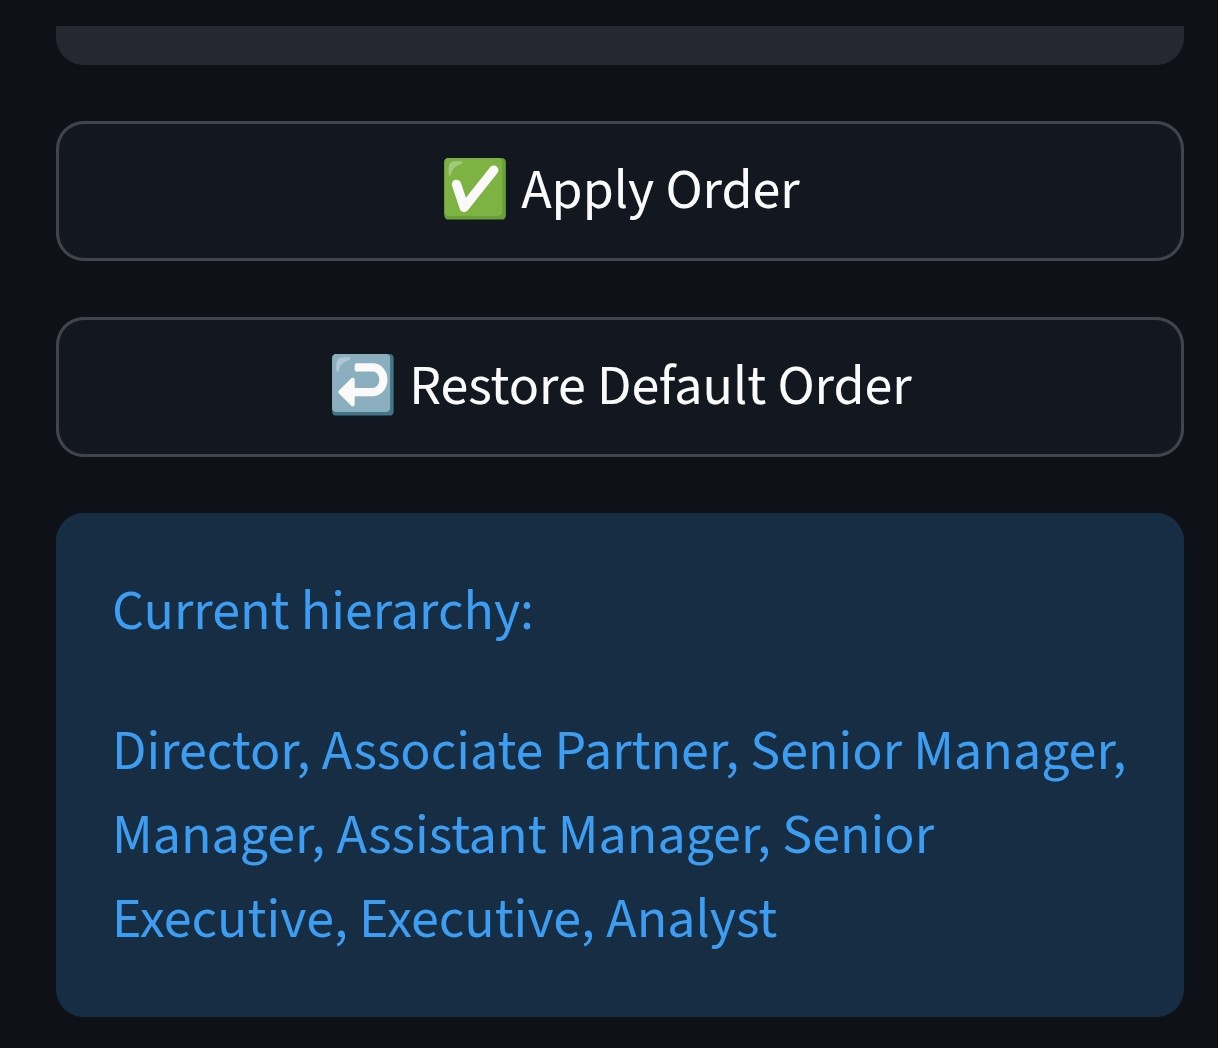 ✅ Apply Order
↩️ Restore Default Order
Current hierarchy:
Director, Associate Partner, Senior Manager,
Manager, Assistant Manager, Senior
Executive, Executive, Analyst